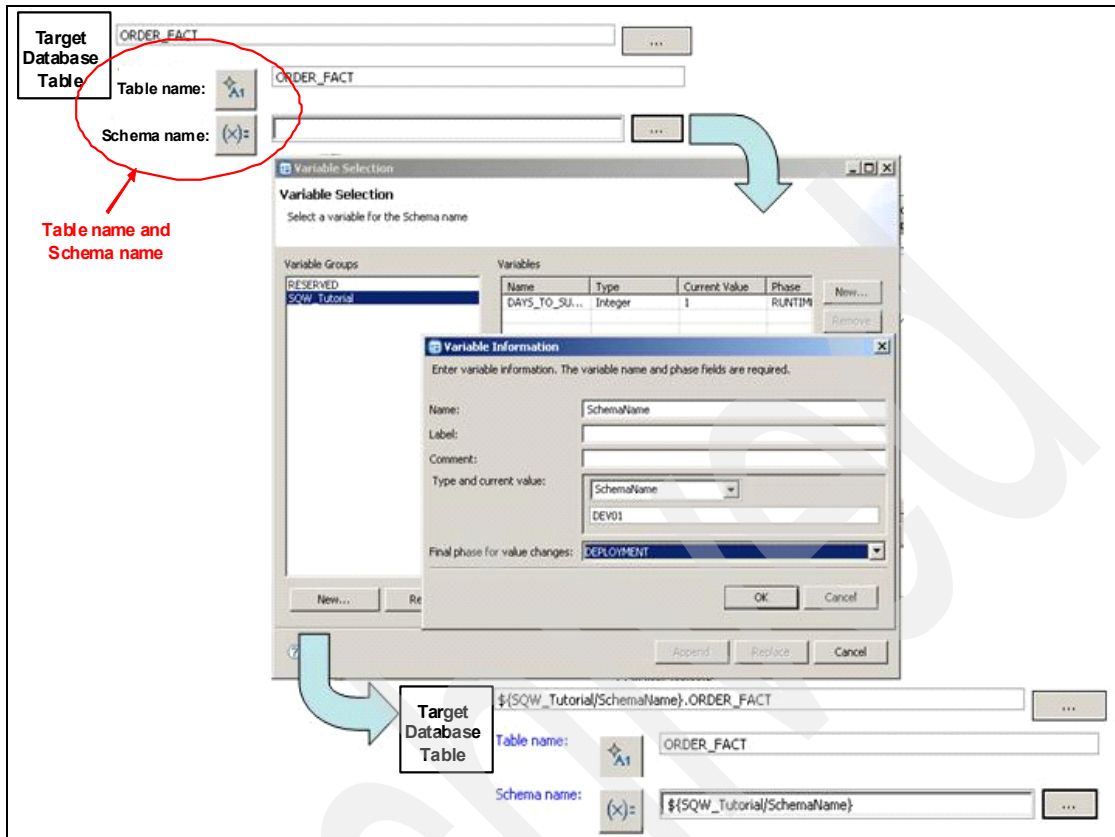 Target
Database
Table
ORDER_FACT
...
Table name:
A1
ORDER_FACT
Schema name:
(x)=
...
Table name and
Schema name
Variable Selection
Variable Selection
Select a variable for the Schema name
Variable Groups
RESERVED
SQW_Tutorial
Variables
Name Type Current Value Phase
DAYS_TO_SU... Integer 1 RUNTIM
New...
Remove
Variable Information
Enter variable information. The variable name and phase fields are required.
Name: SchemaName
Label:
Comment:
Type and current value: SchemaName
DEV01
Final phase for value changes: DEPLOYMENT
OK Cancel
New... Re
?
Append Replace Cancel
Target
Database
Table
${SQW_Tutorial/SchemaName}.ORDER_FACT
...
Table name:
A1
ORDER_FACT
Schema name:
(x)=
${SQW_Tutorial/SchemaName}
...